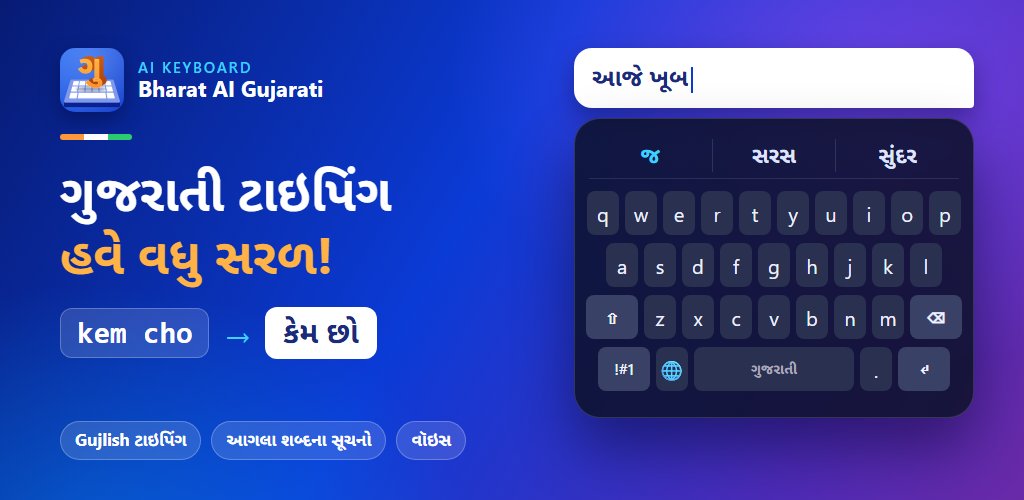 ગુ
AI KEYBOARD
Bharat AI Gujarati
ગુજરાતી ટાઇપિંગ
હવે વધુ સરળ!
kem cho → કેમ છો
Gujlish ટાઇપિંગ આગલા શબ્દના સૂચનો વૉઇસ
આજે ખૂબ
જ સરસ સુંદર
q w e r t y u i o p
a s d f g h j k l
⇧ z x c v b n m ⌫
!#1 🌐 ગુજરાતી . ↵